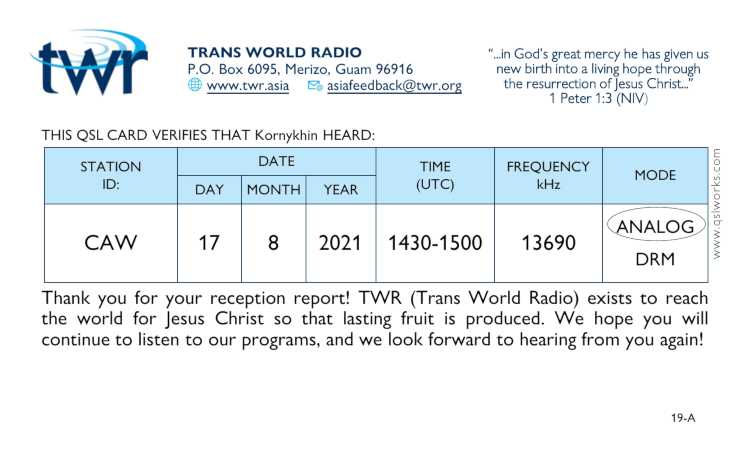 twr
TRANS WORLD RADIO
P.O. Box 6095, Merizo, Guam 96916
www.twr.asia asiafeedback@twr.org
"...in God's great mercy he has given us
new birth into a living hope through
the resurrection of Jesus Christ..."
1 Peter 1:3 (NIV)
THIS QSL CARD VERIFIES THAT Kornykhin HEARD:
STATION
ID:
DATE
DAY MONTH YEAR
TIME
(UTC)
FREQUENCY
kHz
MODE
CAW 17 8 2021 1430-1500 13690
ANALOG
DRM
www.qslworks.com
Thank you for your reception report! TWR (Trans World Radio) exists to reach
the world for Jesus Christ so that lasting fruit is produced. We hope you will
continue to listen to our programs, and we look forward to hearing from you again!
19-A